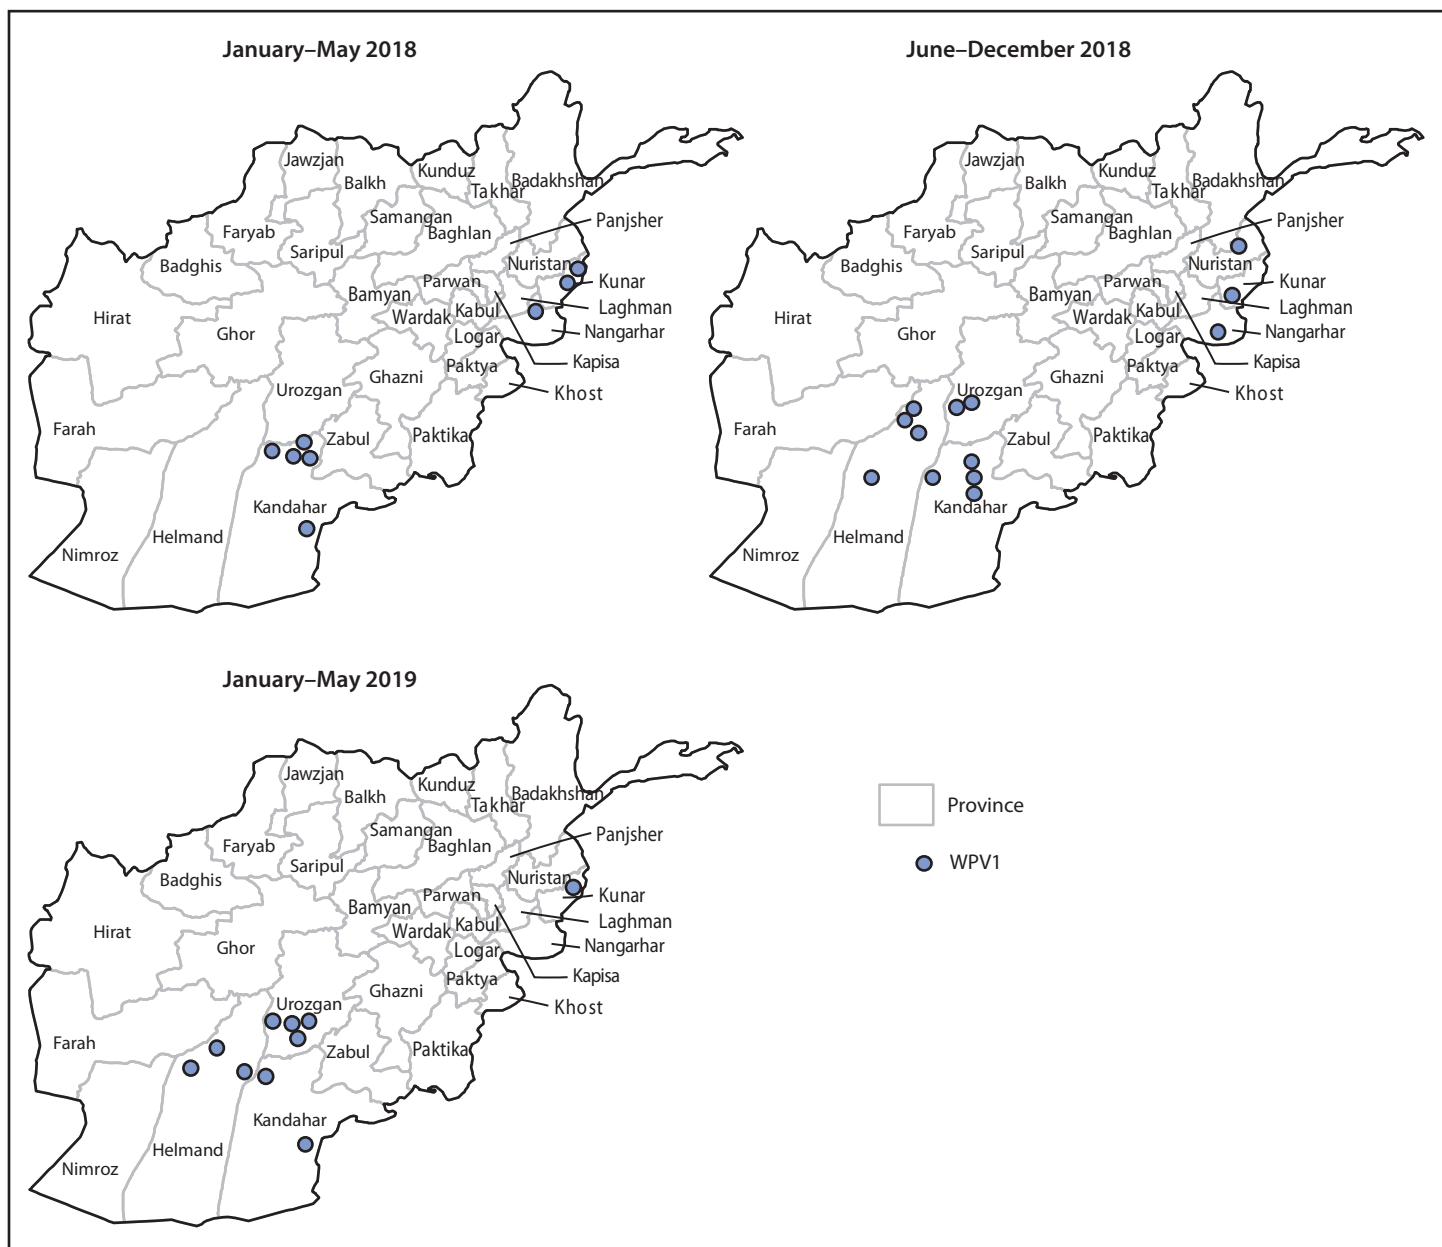 January–May 2018
Jawzjan
Kunduz
Balkh
Takhar
Badakhshan
Samangan
Panjsher
Faryab
Baghlan
Saripul
Badghis
Nuristan
Parwan
Kunar
Bamyan
Laghman
Hirat
Wardak
Kabul
Ghor
Nangarhar
Logar
Kapisa
Paktya
Ghazni
Urozgan
Khost
Farah
Zabul
Paktika
Kandahar
Helmand
Nimroz
June–December 2018
Jawzjan
Kunduz
Balkh
Takhar
Badakhshan
Samangan
Panjsher
Faryab
Baghlan
Saripul
Badghis
Nuristan
Parwan
Kunar
Bamyan
Laghman
Hirat
Wardak
Kabul
Ghor
Nangarhar
Logar
Kapisa
Paktya
Ghazni
Urozgan
Khost
Farah
Zabul
Paktika
Kandahar
Helmand
Nimroz
January–May 2019
Jawzjan
Kunduz
Balkh
Takhar
Badakhshan
Samangan
Panjsher
Faryab
Baghlan
Saripul
Badghis
Nuristan
Parwan
Kunar
Bamyan
Laghman
Hirat
Wardak
Kabul
Ghor
Nangarhar
Logar
Kapisa
Paktya
Ghazni
Urozgan
Khost
Farah
Zabul
Paktika
Kandahar
Helmand
Nimroz
Province
WPV1